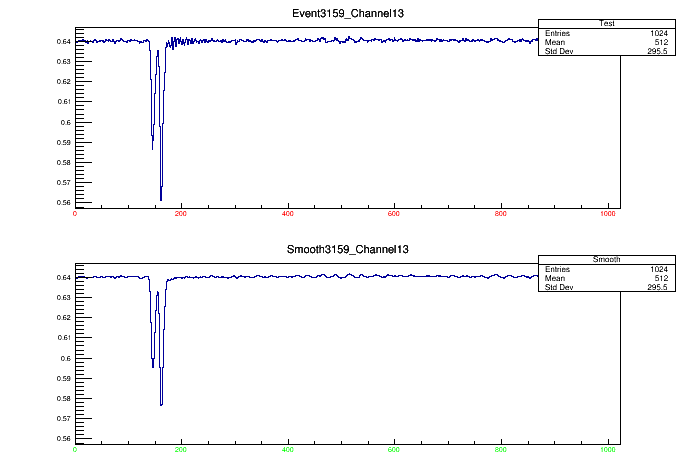 Event3159_Channel13
Test
Entries 1024
Mean 512
Std Dev 295.5
0.64
0.63
0.62
0.61
0.6
0.59
0.58
0.57
0.56
0 200 400 600 800 1000
Smooth3159_Channel13
Smooth
Entries 1024
Mean 512
Std Dev 295.5
0.64
0.63
0.62
0.61
0.6
0.59
0.58
0.57
0.56
0 200 400 600 800 1000